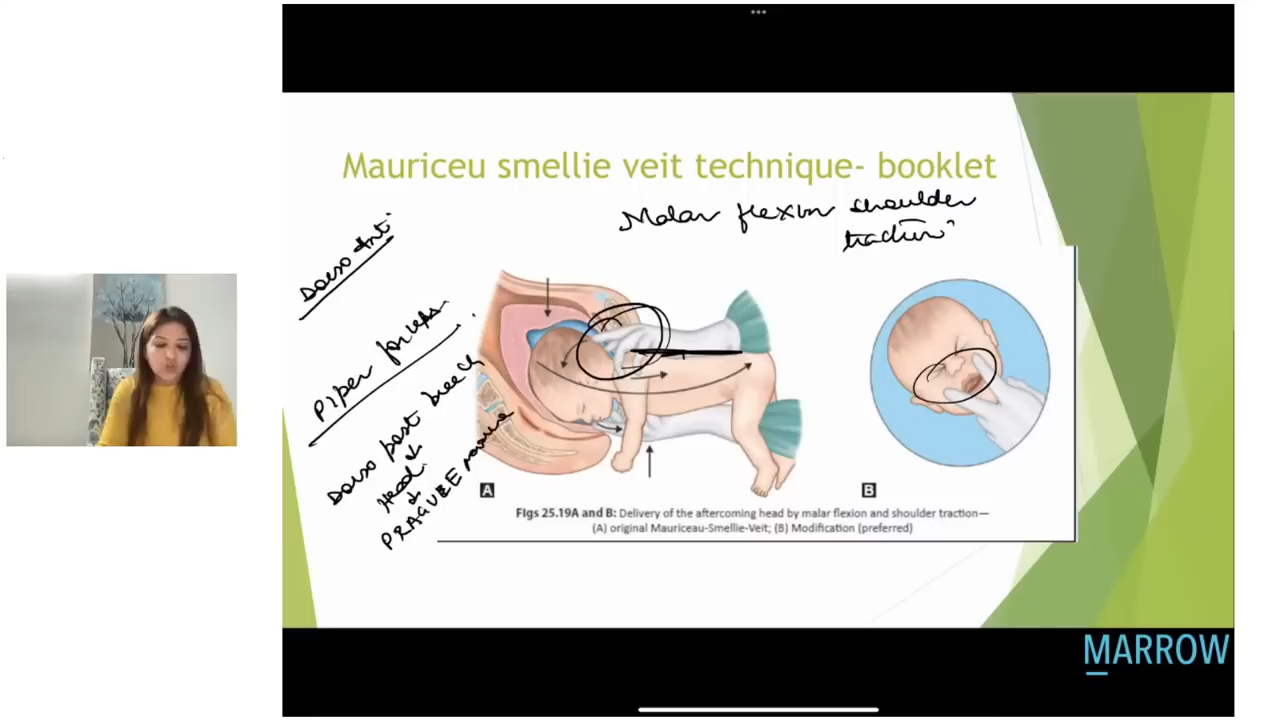 Mauriceu smellie veit technique- booklet
Malar flexion shoulder
traction
Dorso Ant.
Piper forceps
Dorso post breech
Head
PRAGUE
A
B
Figs 25.19A and B: Delivery of the aftercoming head by malar flexion and shoulder traction—
(A) original Mauriceau-Smellie-Veit; (B) Modification (preferred)
MARROW